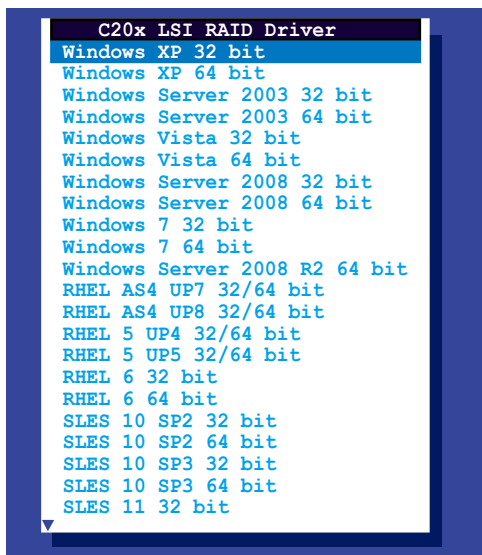 C20x LSI RAID Driver
Windows XP 32 bit
Windows XP 64 bit
Windows Server 2003 32 bit
Windows Server 2003 64 bit
Windows Vista 32 bit
Windows Vista 64 bit
Windows Server 2008 32 bit
Windows Server 2008 64 bit
Windows 7 32 bit
Windows 7 64 bit
Windows Server 2008 R2 64 bit
RHEL AS4 UP7 32/64 bit
RHEL AS4 UP8 32/64 bit
RHEL 5 UP4 32/64 bit
RHEL 5 UP5 32/64 bit
RHEL 6 32 bit
RHEL 6 64 bit
SLES 10 SP2 32 bit
SLES 10 SP2 64 bit
SLES 10 SP3 32 bit
SLES 10 SP3 64 bit
SLES 11 32 bit